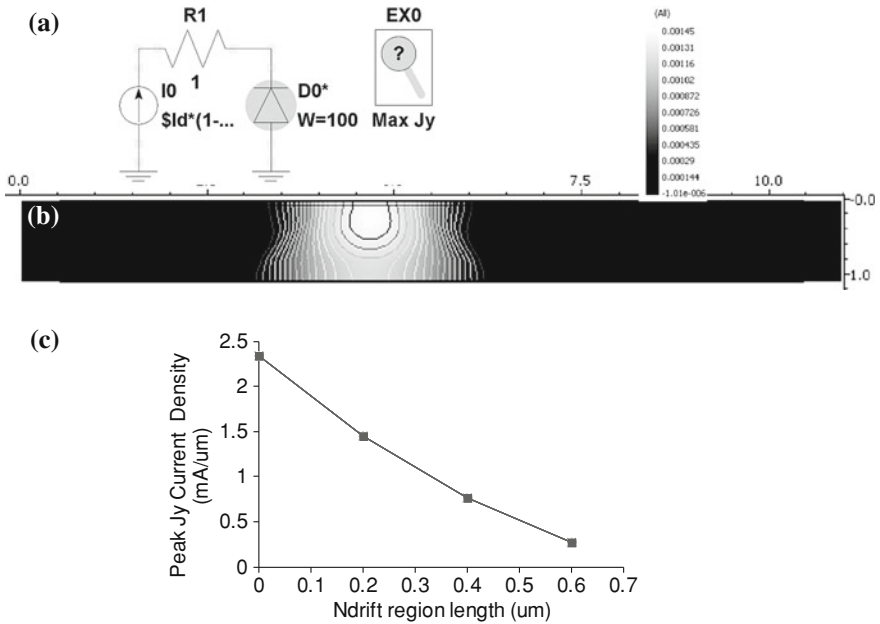 (a)
R1
1
I0
$Id*(1-...
D0*
W=100
EX0
?
Max Jy
(All)
0.00145
0.00131
0.00116
0.00102
0.000872
0.000726
0.000581
0.000435
0.00029
0.000144
-1.01e-006
0.0
7.5
10.0
(b)
-0.0
1.0
(c)
Peak Jy Current Density
(mA/um)
2.5
2
1.5
1
0.5
0
0 0.1 0.2 0.3 0.4 0.5 0.6 0.7
Ndrift region length (um)